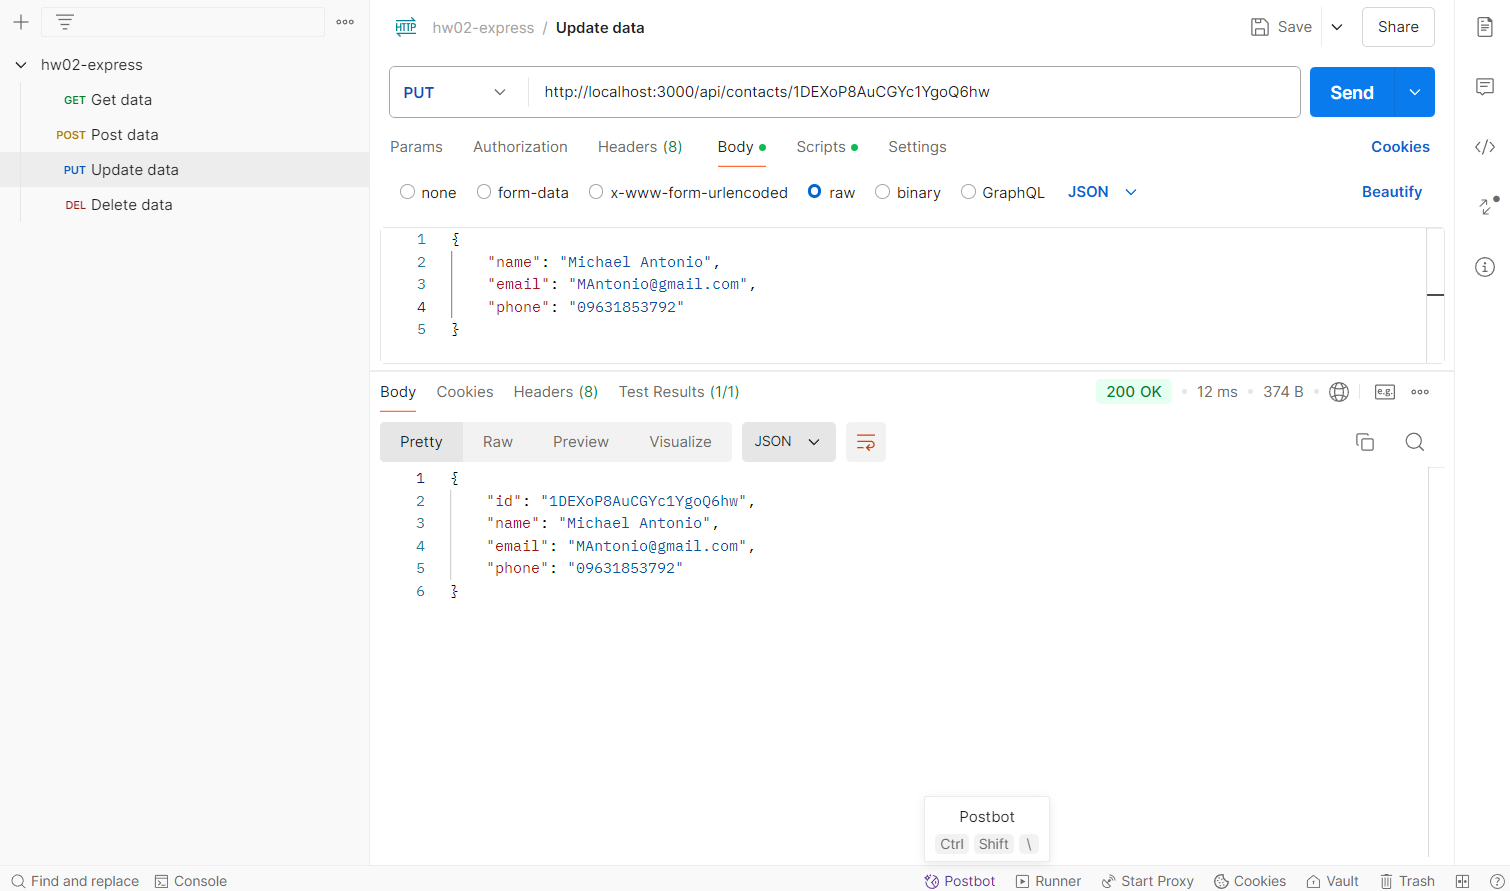 hw02-express
GET Get data
POST Post data
PUT Update data
DEL Delete data
HTTP hw02-express / Update data
Save
Share
PUT http://localhost:3000/api/contacts/1DEXoP8AuCGYc1YgoQ6hw
Send
Params Authorization Headers (8) Body Scripts Settings Cookies
none form-data x-www-form-urlencoded raw binary GraphQL JSON Beautify
1 {
2 "name": "Michael Antonio",
3 "email": "MAntonio@gmail.com",
4 "phone": "09631853792"
5 }
Body Cookies Headers (8) Test Results (1/1) 200 OK • 12 ms • 374 B • e.g.
Pretty Raw Preview Visualize JSON
1 {
2 "id": "1DEXoP8AuCGYc1YgoQ6hw",
3 "name": "Michael Antonio",
4 "email": "MAntonio@gmail.com",
5 "phone": "09631853792"
6 }
Postbot
Ctrl Shift \
Find and replace Console Postbot Runner Start Proxy Cookies Vault Trash